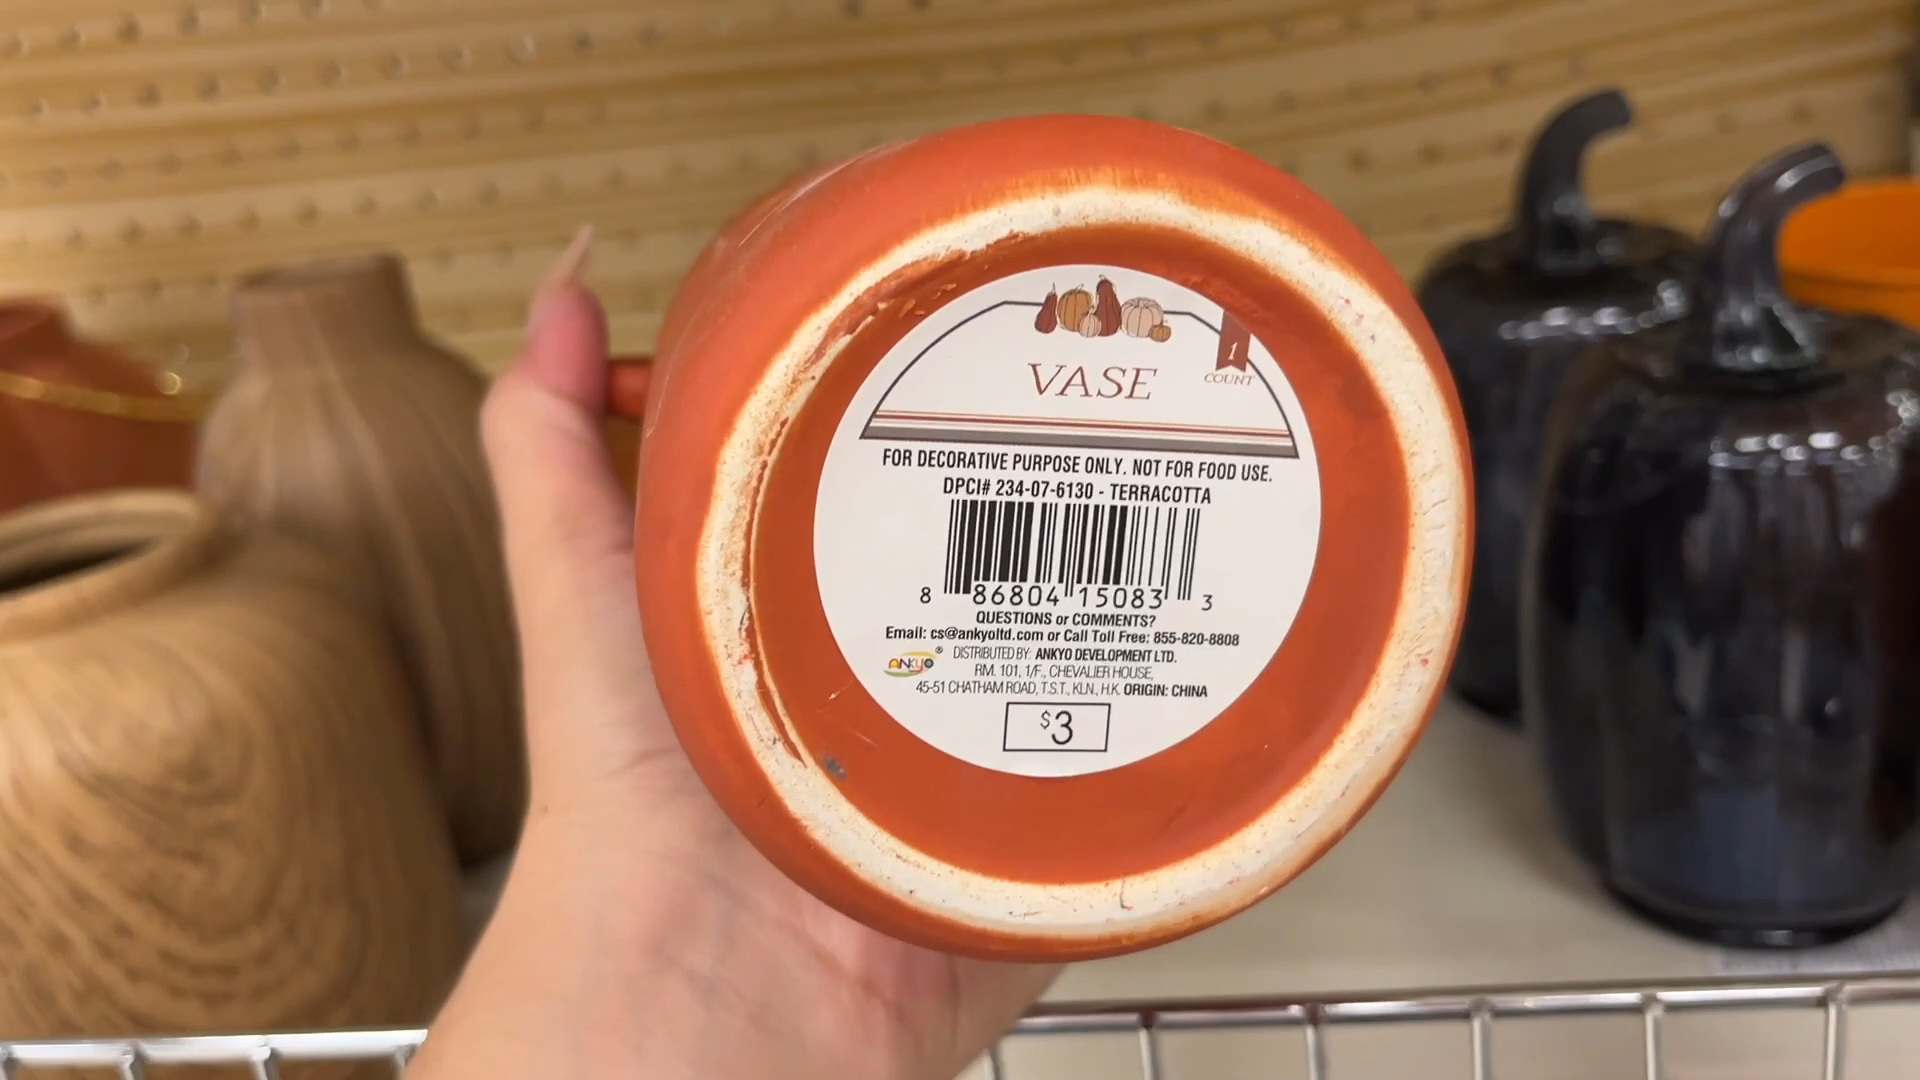 1
COUNT
VASE
FOR DECORATIVE PURPOSE ONLY. NOT FOR FOOD USE.
DPCI# 234-07-6130 - TERRACOTTA
8 86804 15083 3
QUESTIONS or COMMENTS?
Email: cs@ankyoltd.com or Call Toll Free: 855-820-8808
ANKYO ® DISTRIBUTED BY: ANKYO DEVELOPMENT LTD.
RM. 101, 1/F., CHEVALIER HOUSE,
45-51 CHATHAM ROAD, T.S.T., KLN., H.K. ORIGIN: CHINA
$3